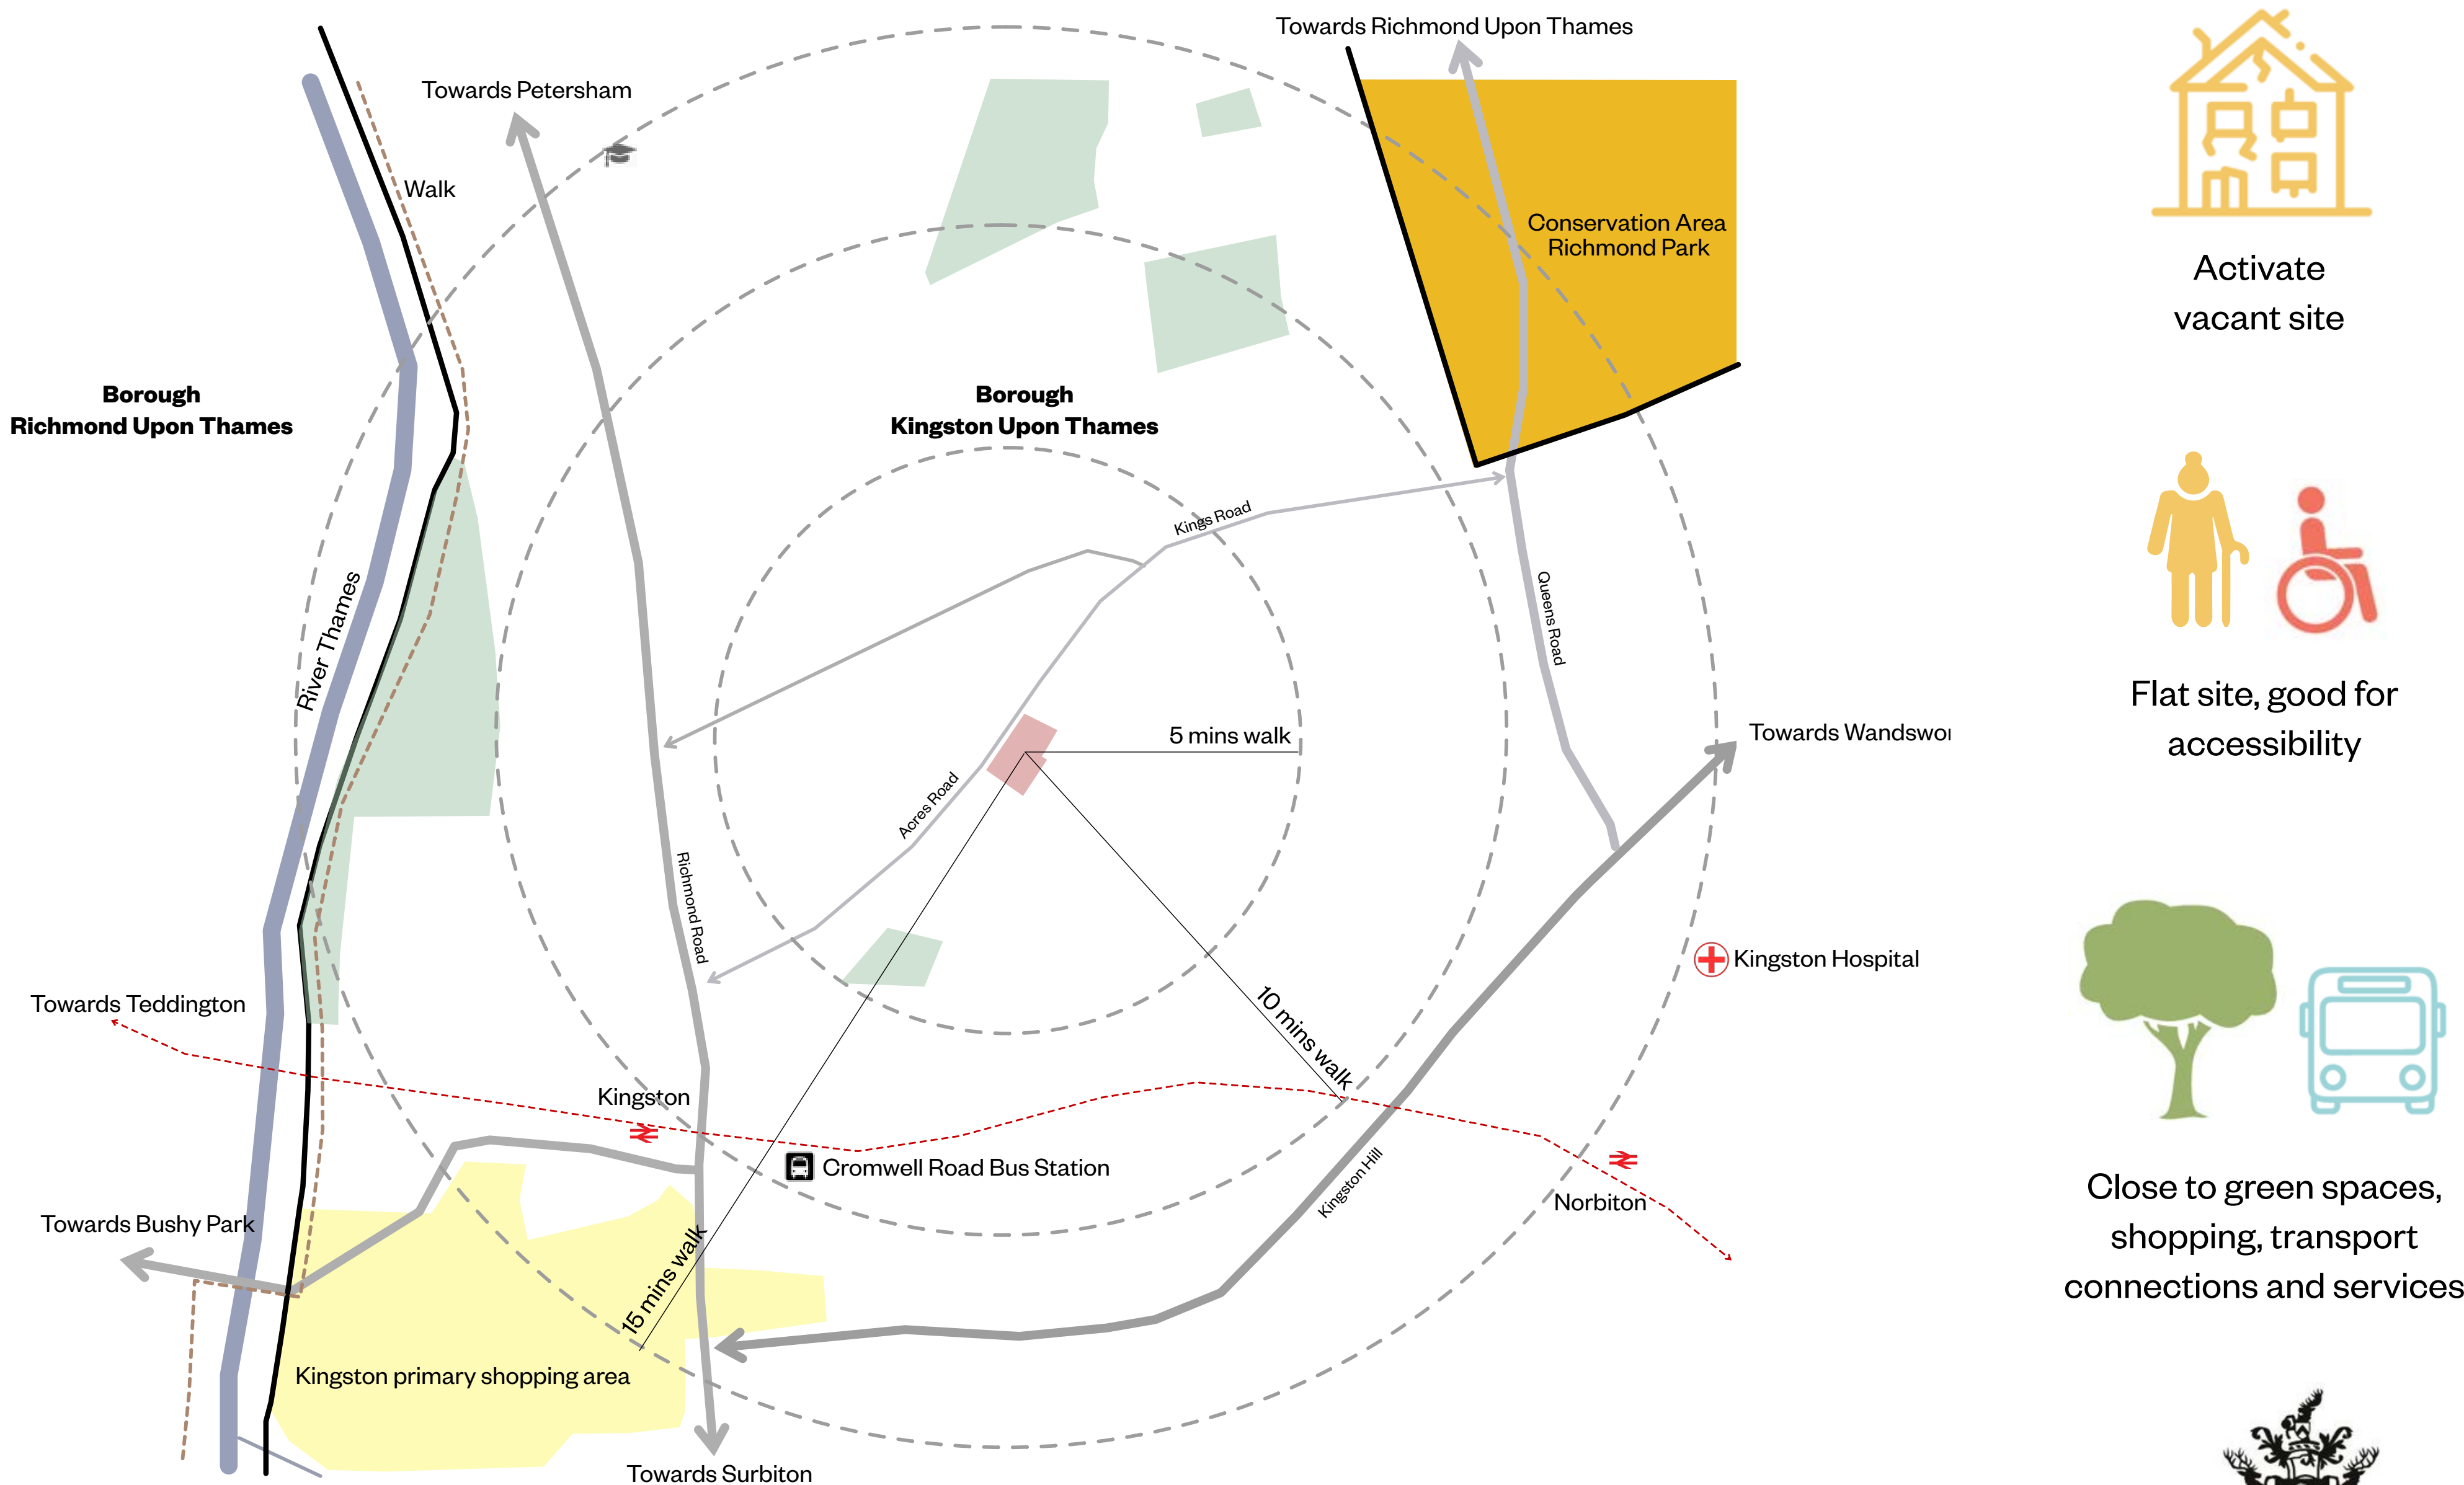 Towards Richmond Upon Thames
Towards Petersham
Walk
Conservation Area
Richmond Park
Borough
Richmond Upon Thames
Borough
Kingston Upon Thames
Kings Road
River Thames
Queens Road
5 mins walk
Towards Wandswor
Acres Road
Richmond Road
Kingston Hospital
Towards Teddington
10 mins walk
Kingston
Cromwell Road Bus Station
Kingston Hill
Norbiton
Towards Bushy Park
15 mins walk
Kingston primary shopping area
Towards Surbiton
Activate
vacant site
Flat site, good for
accessibility
Close to green spaces,
shopping, transport
connections and services